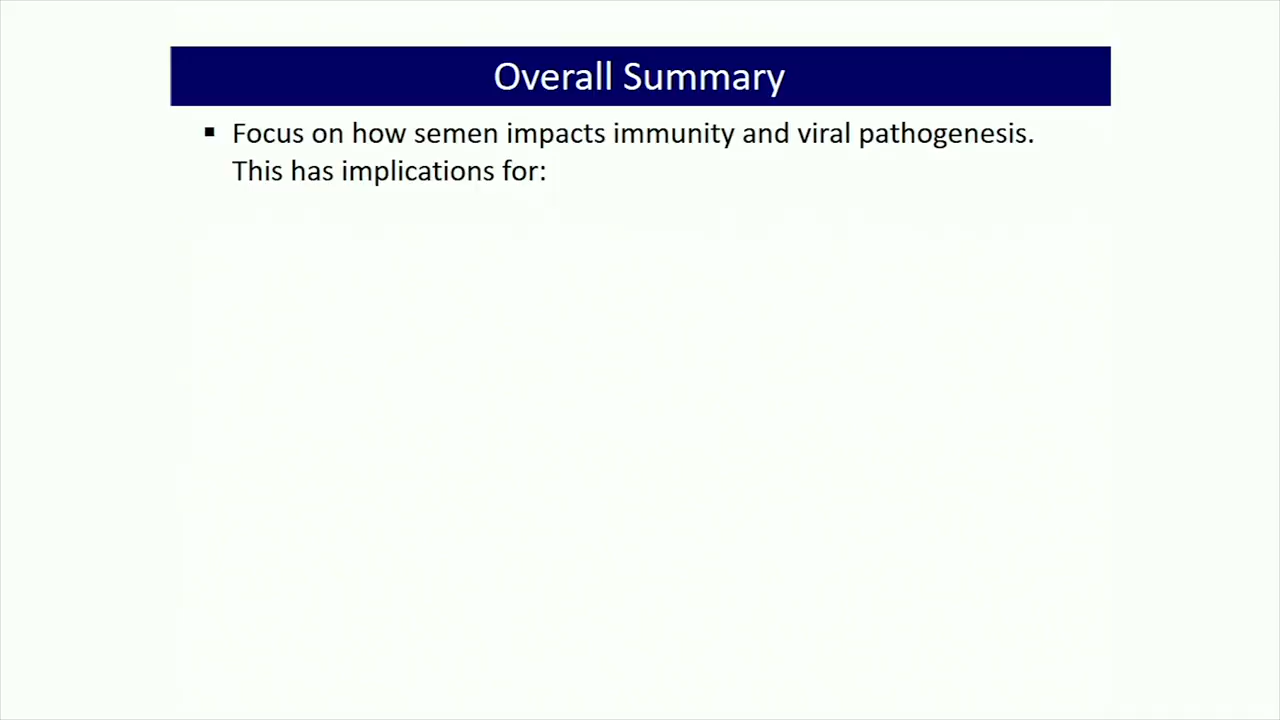 Overall Summary
▪ Focus on how semen impacts immunity and viral pathogenesis.
This has implications for: